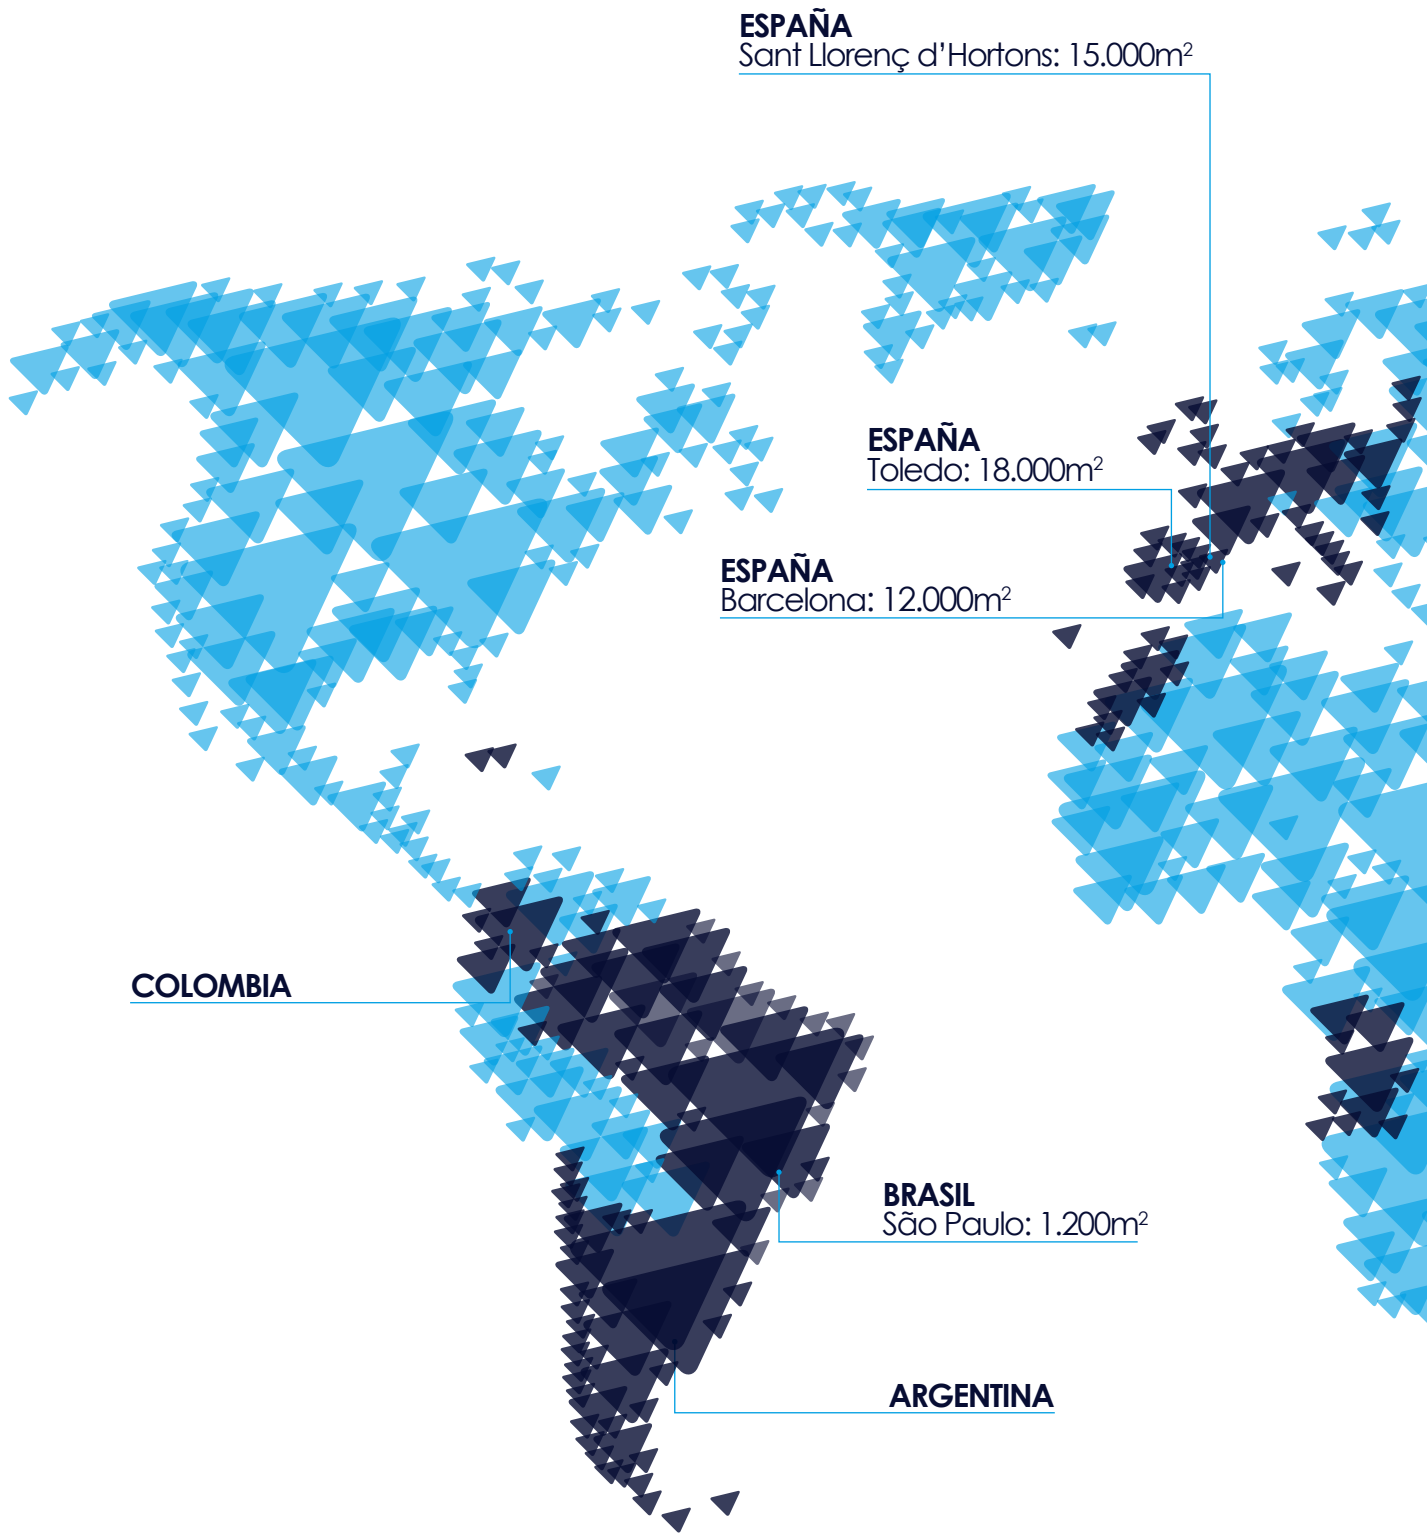 ESPAÑA
Sant Llorenç d’Hortons: 15.000m²
ESPAÑA
Toledo: 18.000m²
ESPAÑA
Barcelona: 12.000m²
COLOMBIA
BRASIL
São Paulo: 1.200m²
ARGENTINA